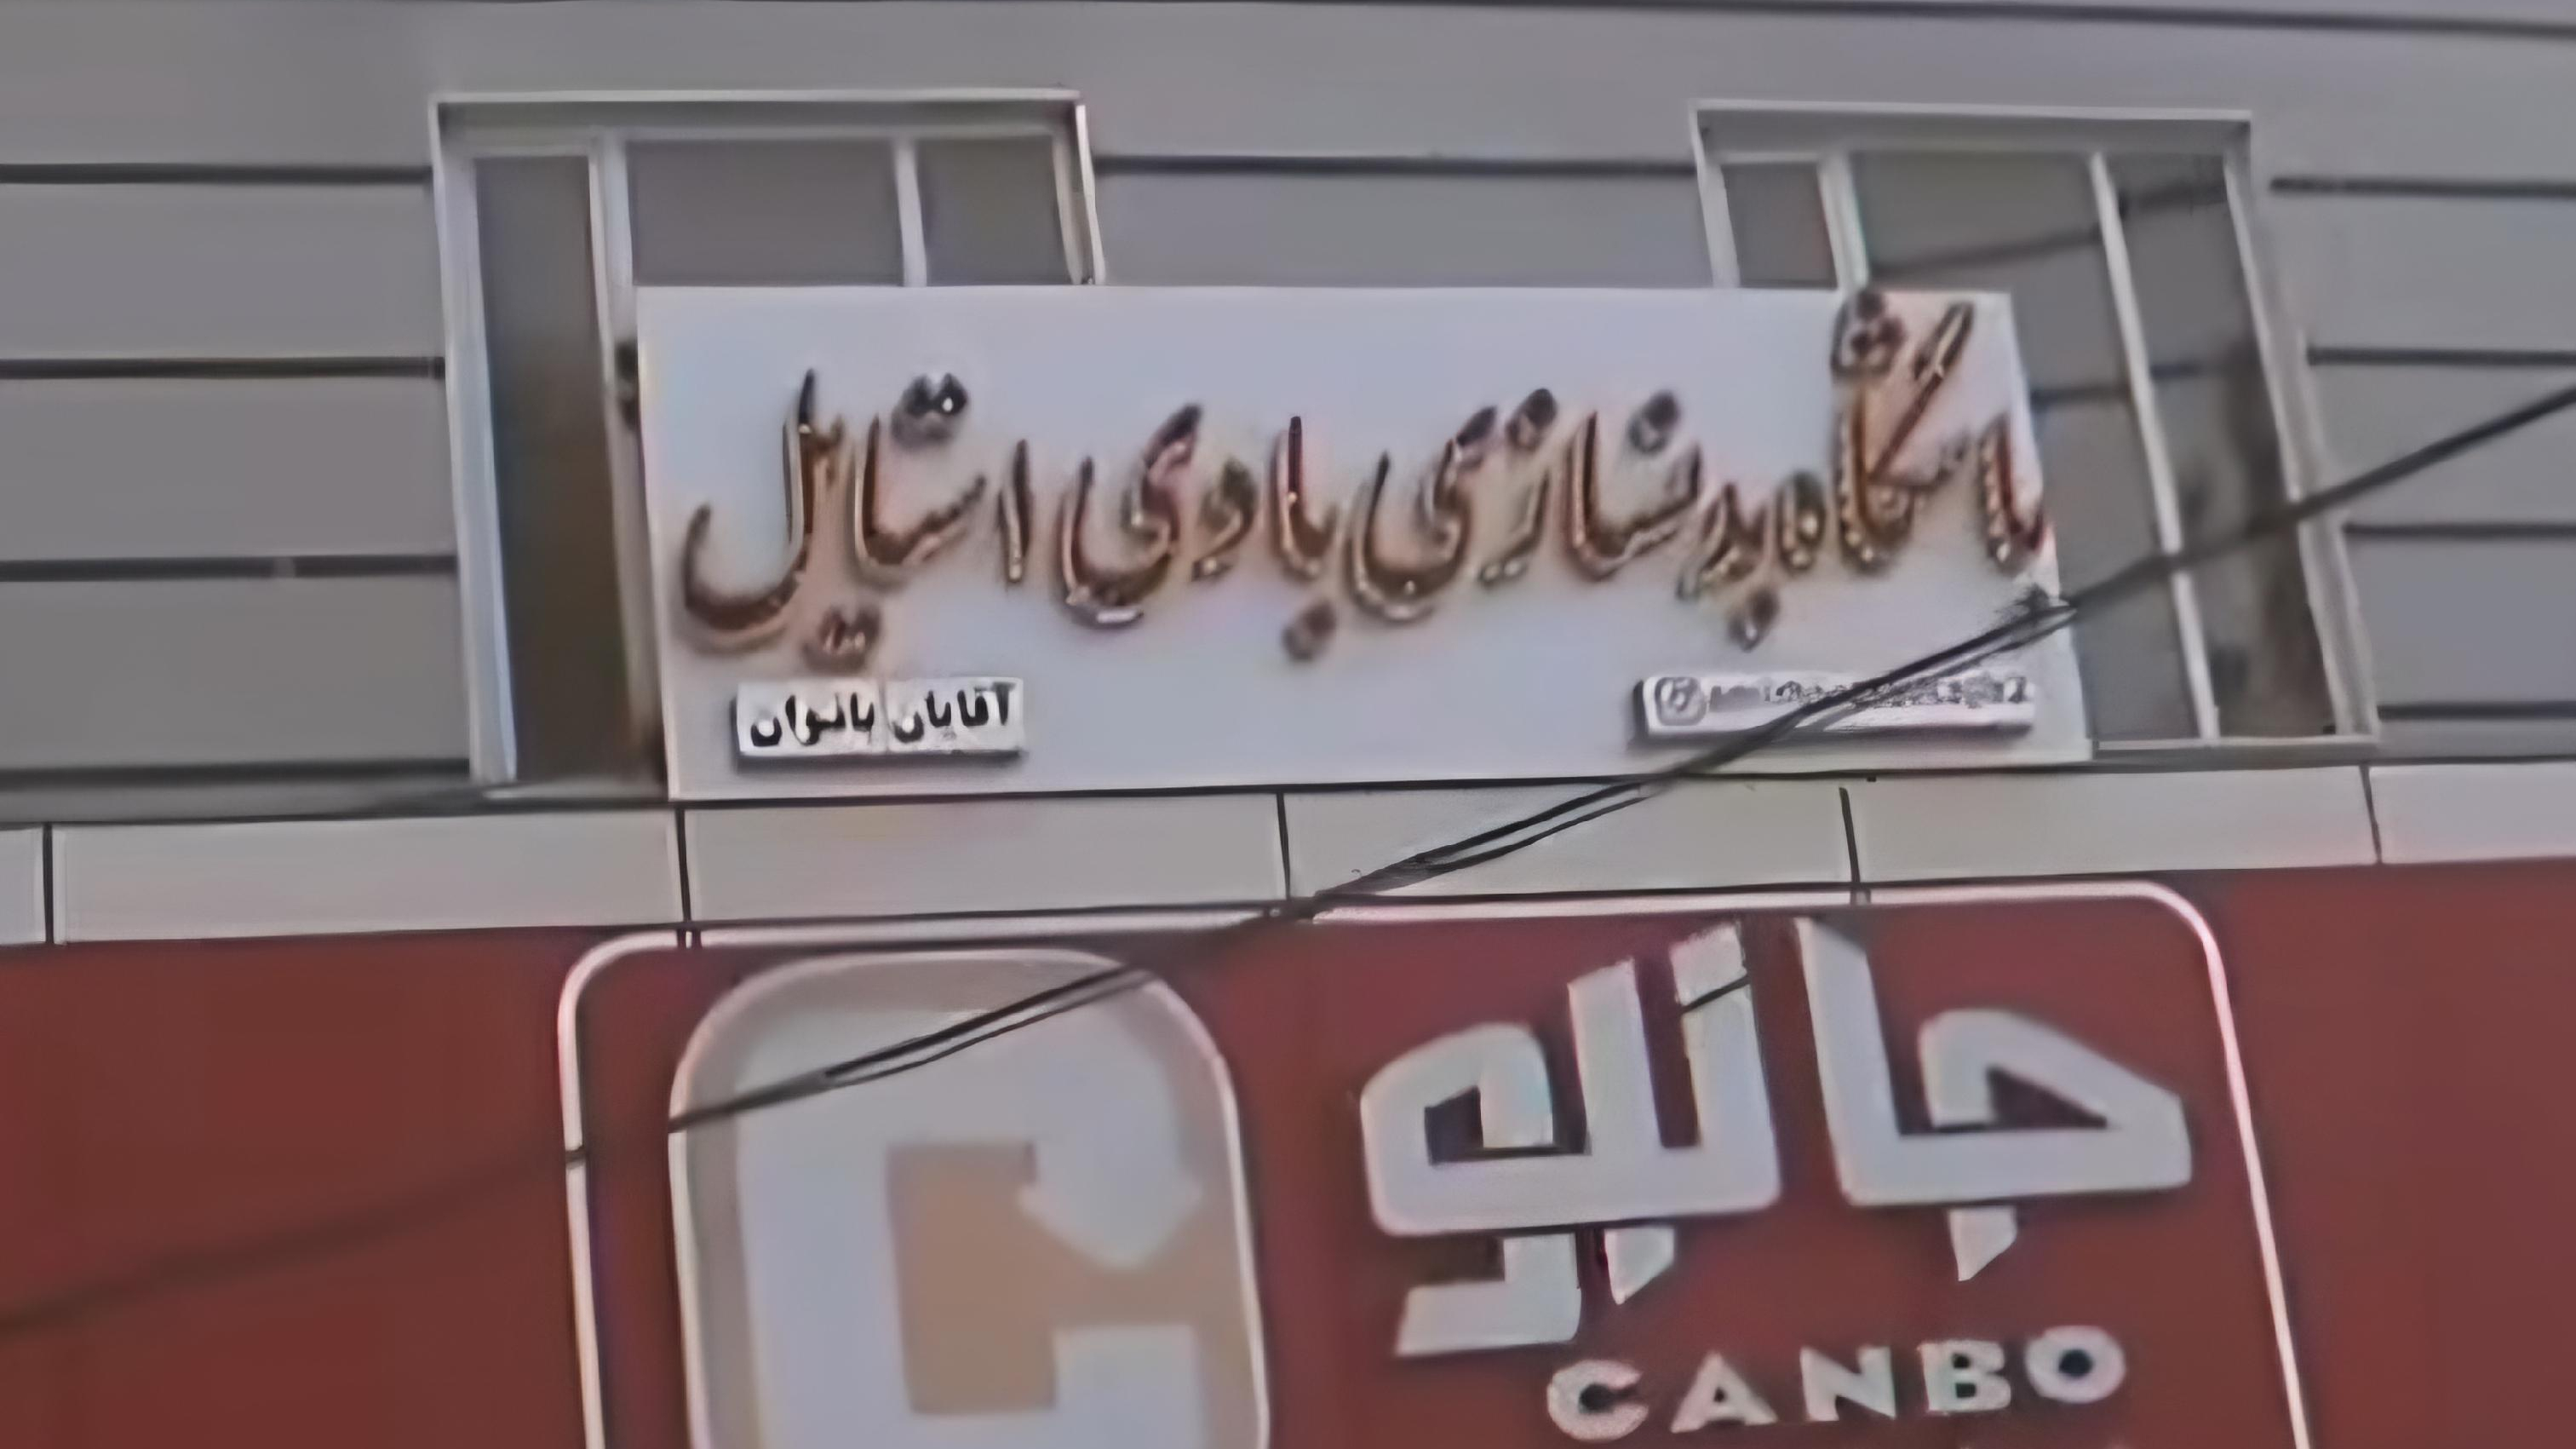 باشگاه بدنسازی بادی استایل
آقایان بانوان
جانبو
CANBO